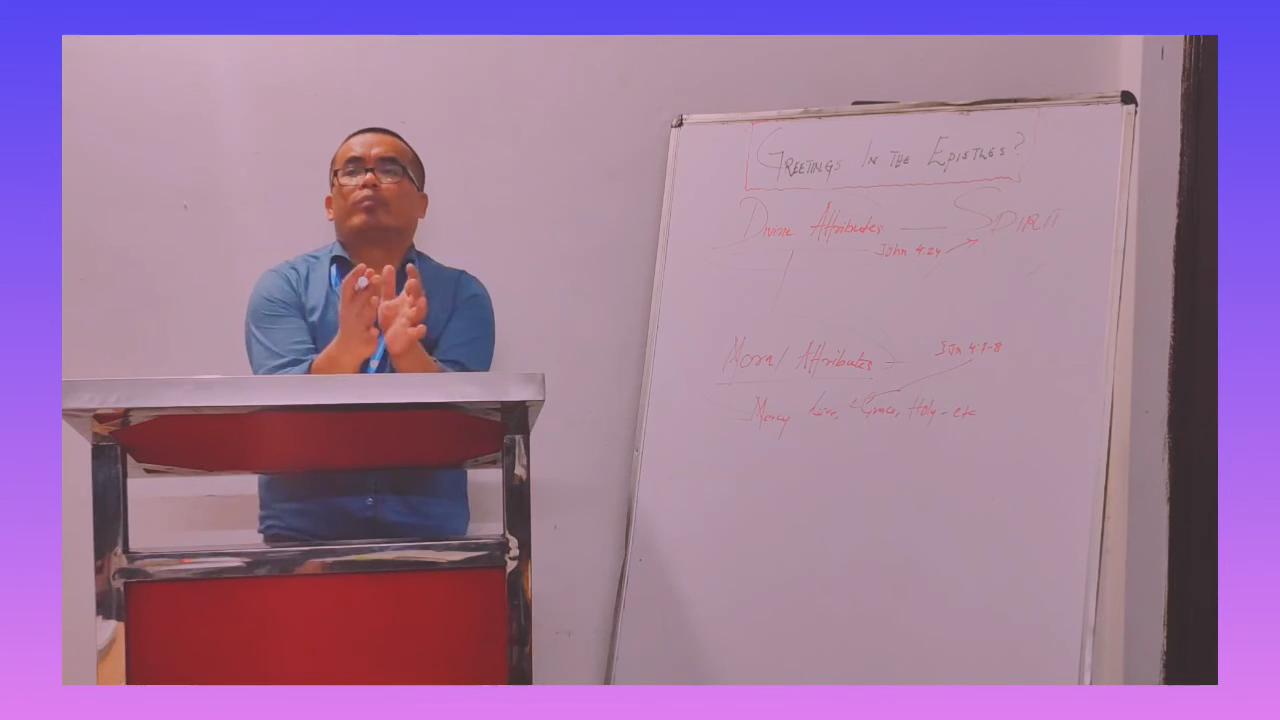 GREETINGS IN THE EPISTLES?
Divine Attributes — SPIRIT
John 4:24
Moral Attributes — 1 Jn 4:7-8
Mercy Love, Grace, Holy - etc